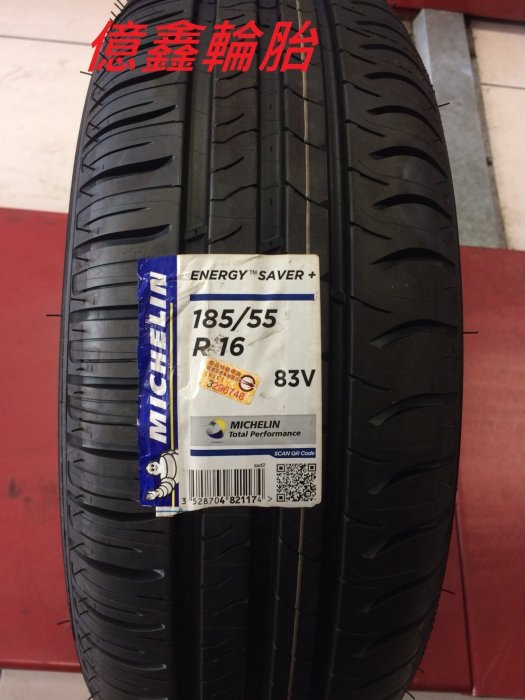 億鑫輪胎
ENERGY™ SAVER +
MICHELIN
185/55
R 16
83V
3296748
MICHELIN
Total Performance
SCAN QR Code
3 528704 821174 >